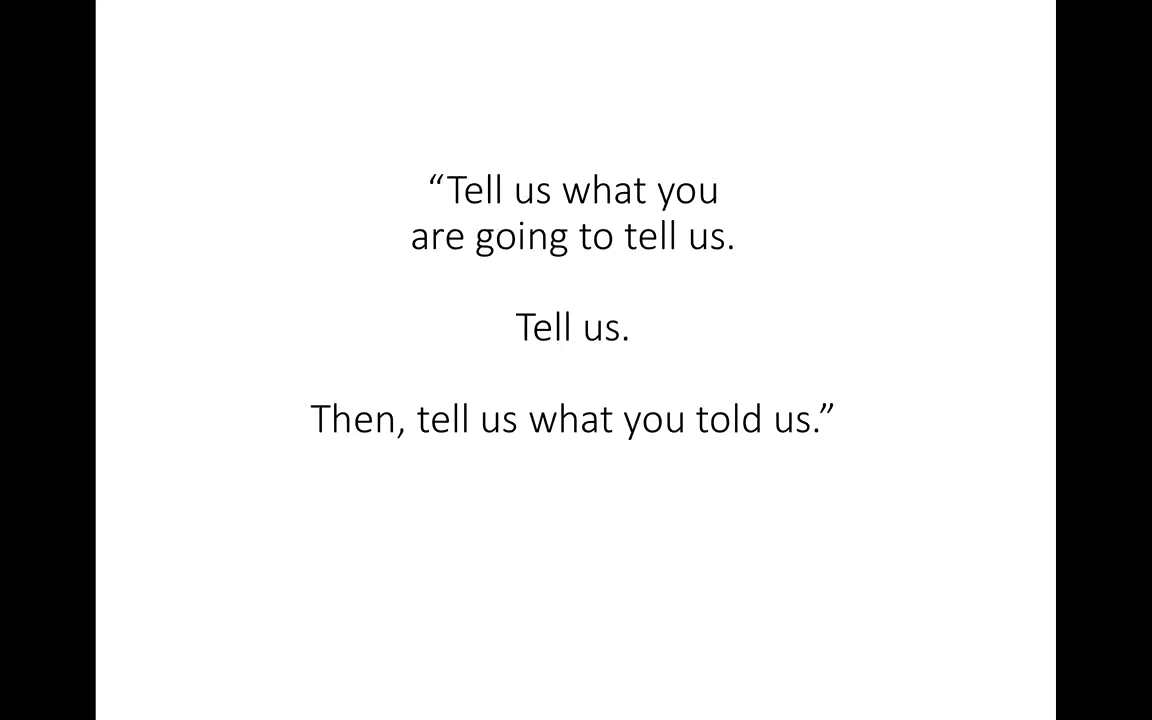 “Tell us what you
are going to tell us.
Tell us.
Then, tell us what you told us.”